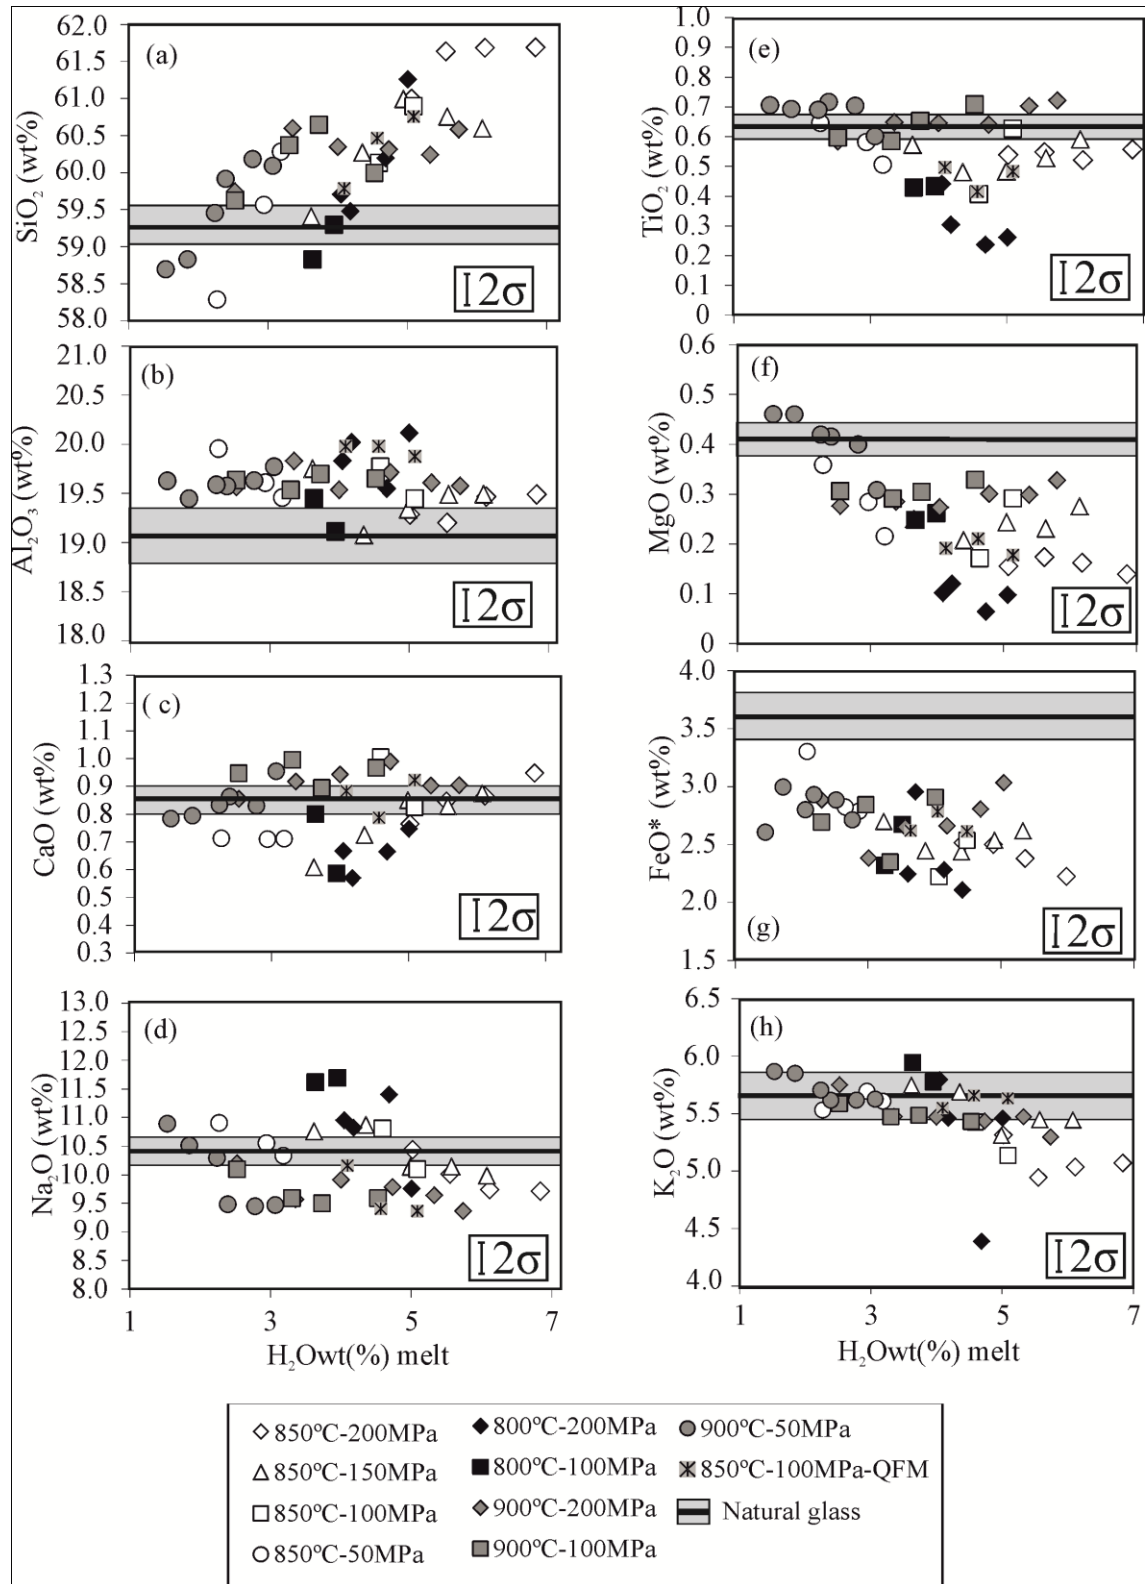 (a)
SiO₂ (wt%)
62.0
61.5
61.0
60.5
60.0
59.5
59.0
58.5
58.0
I2σ
(b)
Al₂O₃ (wt%)
21.0
20.5
20.0
19.5
19.0
18.5
18.0
I2σ
( c)
CaO (wt%)
1.3
1.2
1.1
1.0
0.9
0.8
0.7
0.6
0.5
0.4
0.3
I2σ
(d)
Na₂O (wt%)
13.0
12.5
12.0
11.5
11.0
10.5
10.0
9.5
9.0
8.5
8.0
I2σ
1 3 5 7
H₂Owt(%) melt
(e)
TiO₂ (wt%)
1.0
0.9
0.8
0.7
0.6
0.5
0.4
0.3
0.2
0.1
0
I2σ
(f)
MgO (wt%)
0.6
0.5
0.4
0.3
0.2
0.1
0
I2σ
FeO* (wt%)
4.0
3.5
3.0
2.5
2.0
1.5
(g)
I2σ
(h)
K₂O (wt%)
6.5
6.0
5.5
5.0
4.5
4.0
I2σ
1 3 5 7
H₂Owt(%) melt
850ºC-200MPa
850ºC-150MPa
850ºC-100MPa
850ºC-50MPa
800ºC-200MPa
800ºC-100MPa
900ºC-200MPa
900ºC-100MPa
900ºC-50MPa
850ºC-100MPa-QFM
Natural glass